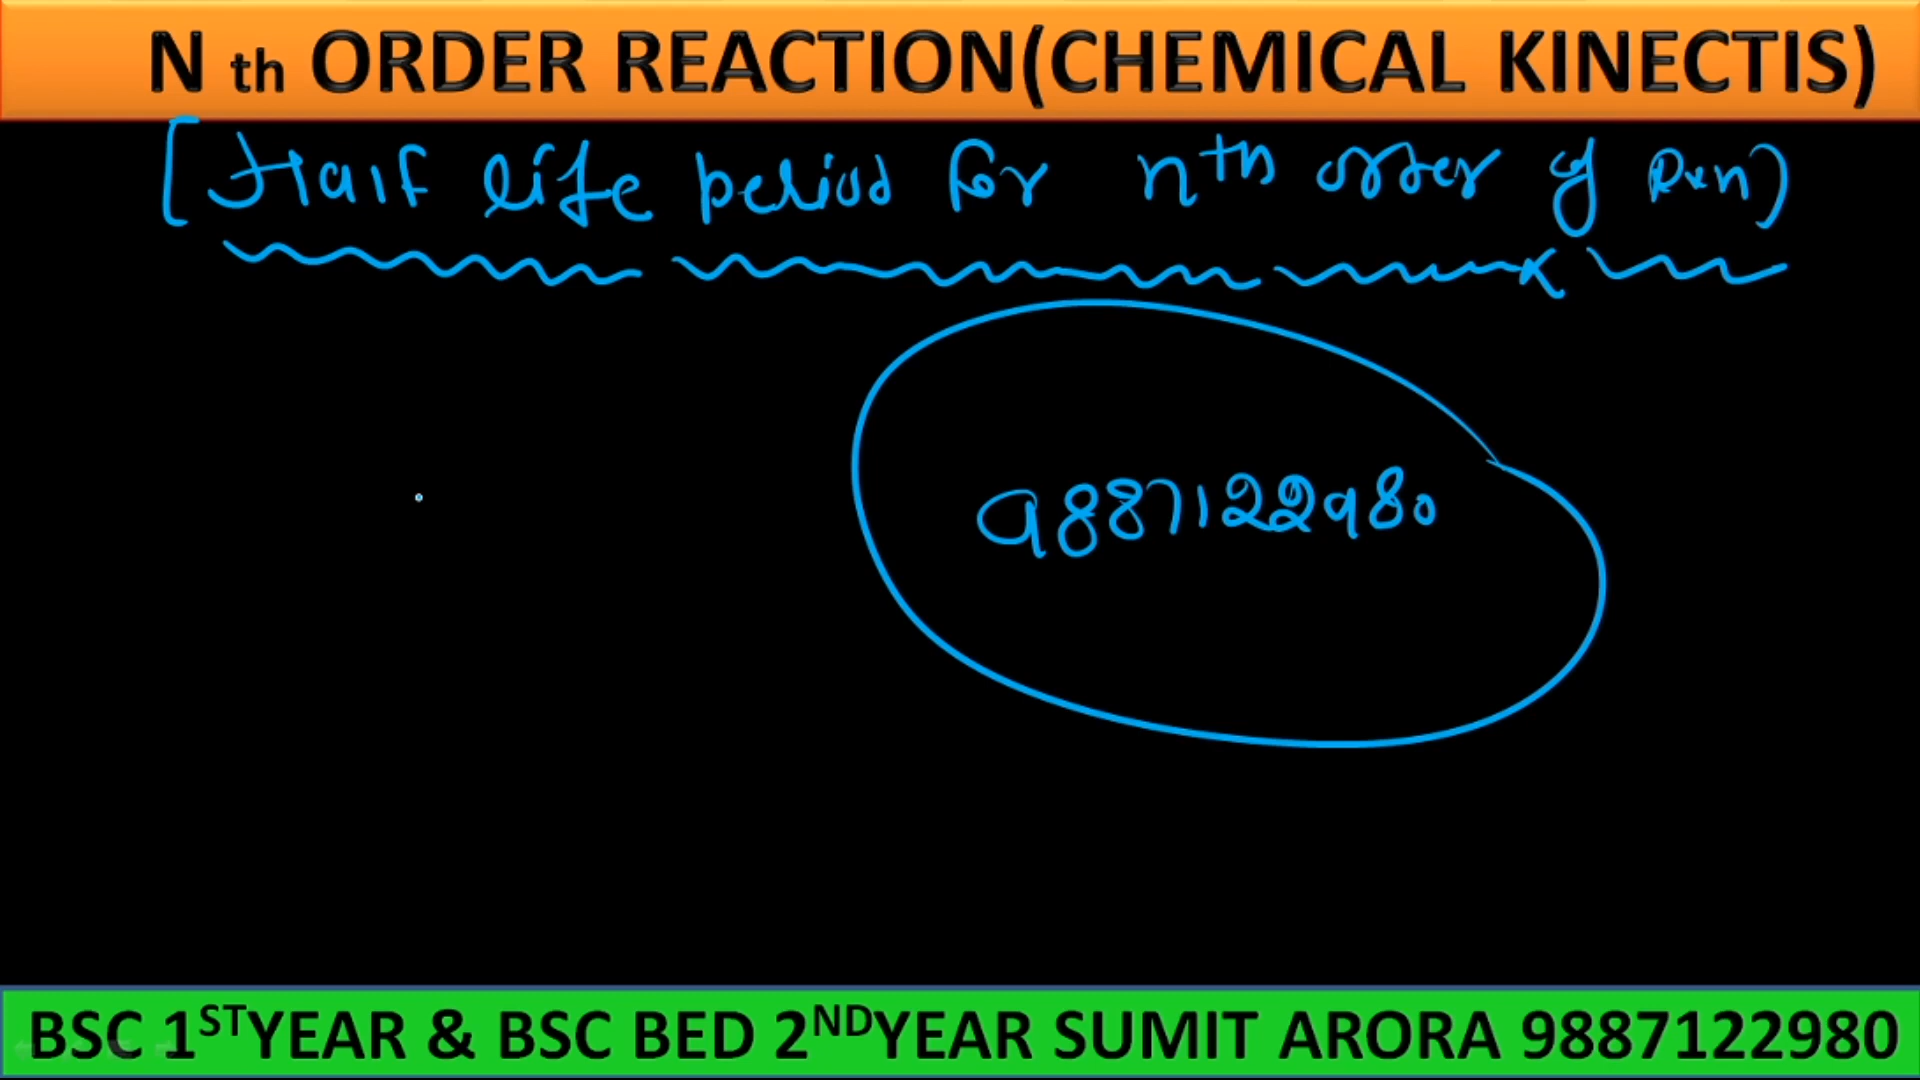 N th ORDER REACTION(CHEMICAL KINECTIS)
[Half life period for nth order of Rxn)
9887122980
BSC 1STYEAR & BSC BED 2NDYEAR SUMIT ARORA 9887122980